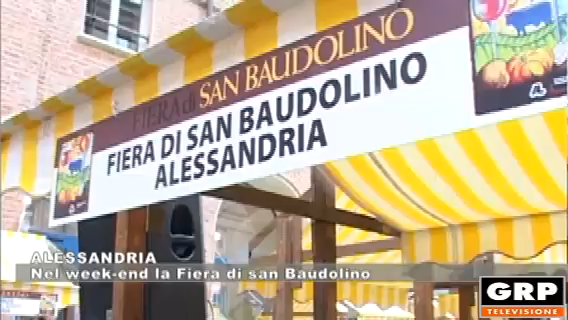 FIERA di SAN BAUDOLINO
FIERA DI SAN BAUDOLINO
ALESSANDRIA
ALESSANDRIA
Nel week-end la Fiera di san Baudolino
GRP
TELEVISIONE